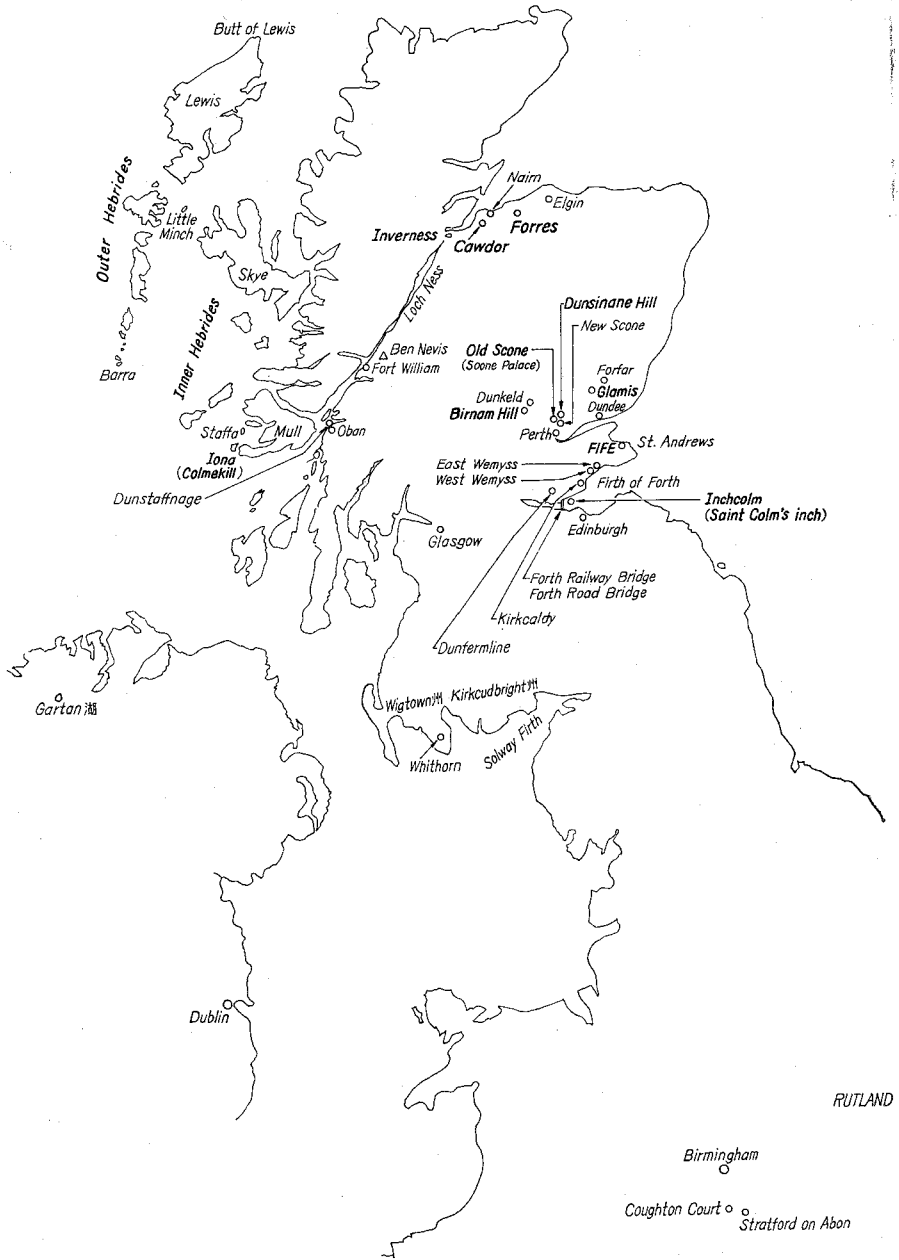 Butt of Lewis
Lewis
Outer Hebrides
Little
Minch
Skye
Inner Hebrides
Barra
Nairn
Elgin
Inverness
Forres
Cawdor
Loch Ness
Dunsinane Hill
New Scone
Ben Nevis
Fort William
Old Scone
(Soone Palace)
Forfar
Glamis
Dunkeld
Birnam Hill
Dundee
Staffa
Mull
Oban
Perth
FIFE
St. Andrews
Iona
(Colmekill)
East Wemyss
West Wemyss
Firth of Forth
Dunstaffnage
Inchcolm
(Saint Colm's inch)
Glasgow
Edinburgh
Forth Railway Bridge
Forth Road Bridge
Kirkcaldy
Dunfermline
Gartan湖
Wigtown州
Kirkcudbright州
Solway Firth
Whithorn
Dublin
RUTLAND
Birmingham
Coughton Court
Stratford on Abon